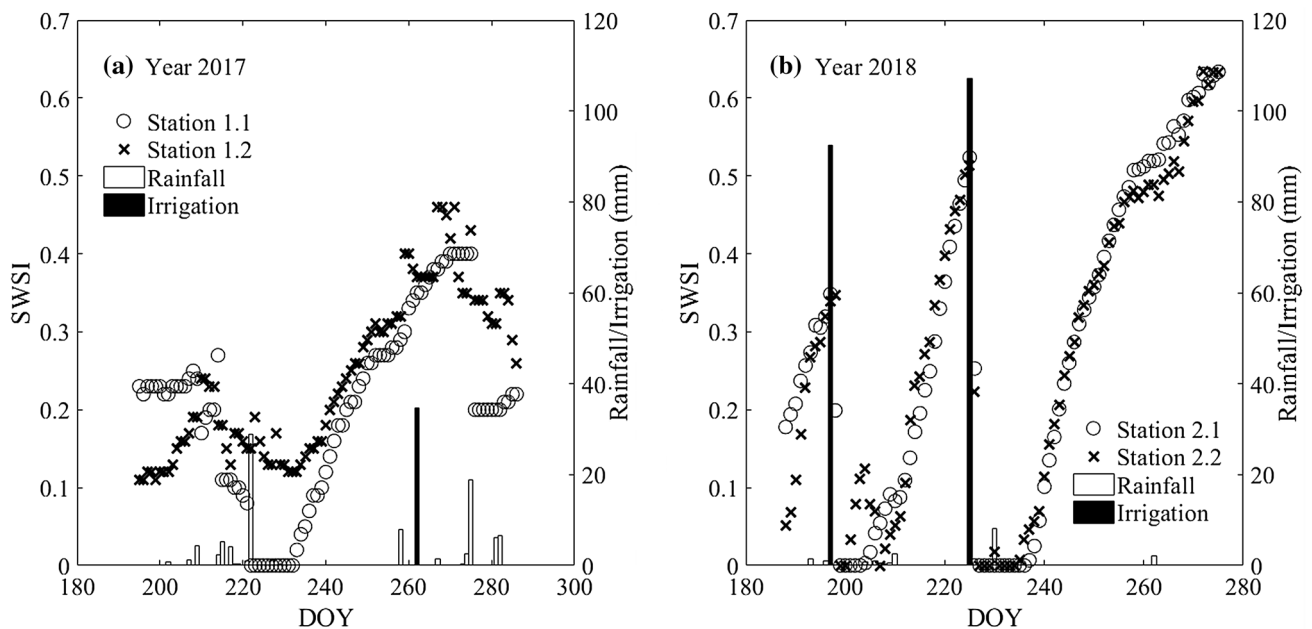 (a) Year 2017
Station 1.1
Station 1.2
Rainfall
Irrigation
0.7
0.6
0.5
0.4
0.3
0.2
0.1
0
SWSI
180 200 220 240 260 280 300
DOY
120
100
80
60
40
20
0
Rainfall/Irrigation (mm)
(b) Year 2018
Station 2.1
Station 2.2
Rainfall
Irrigation
0.7
0.6
0.5
0.4
0.3
0.2
0.1
0
SWSI
180 200 220 240 260 280
DOY
120
100
80
60
40
20
0
Rainfall/Irrigation (mm)